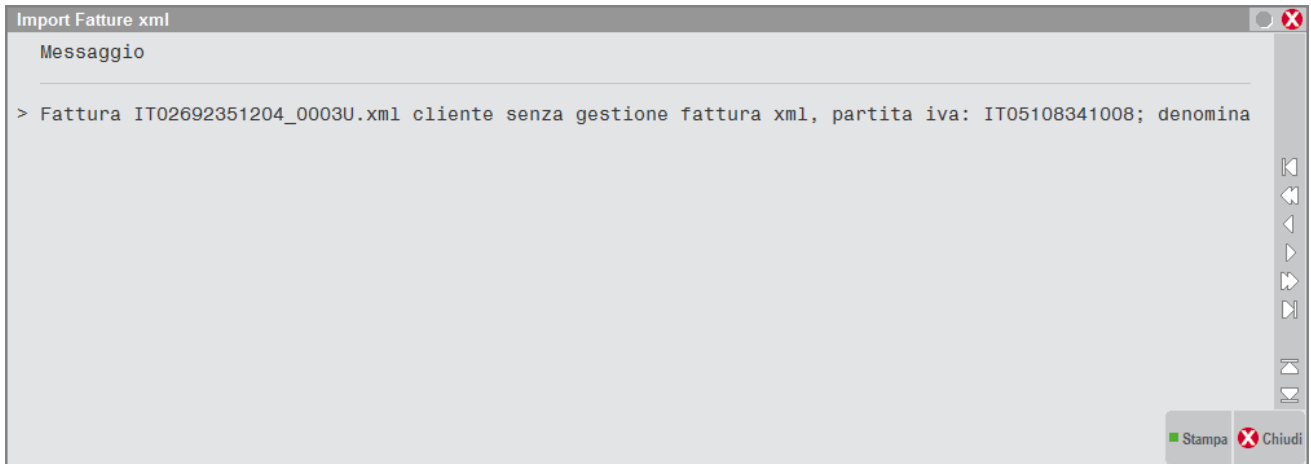 Import Fatture xml
Messaggio
> Fattura IT02692351204_0003U.xml cliente senza gestione fattura xml, partita iva: IT05108341008; denomina
Stampa Chiudi